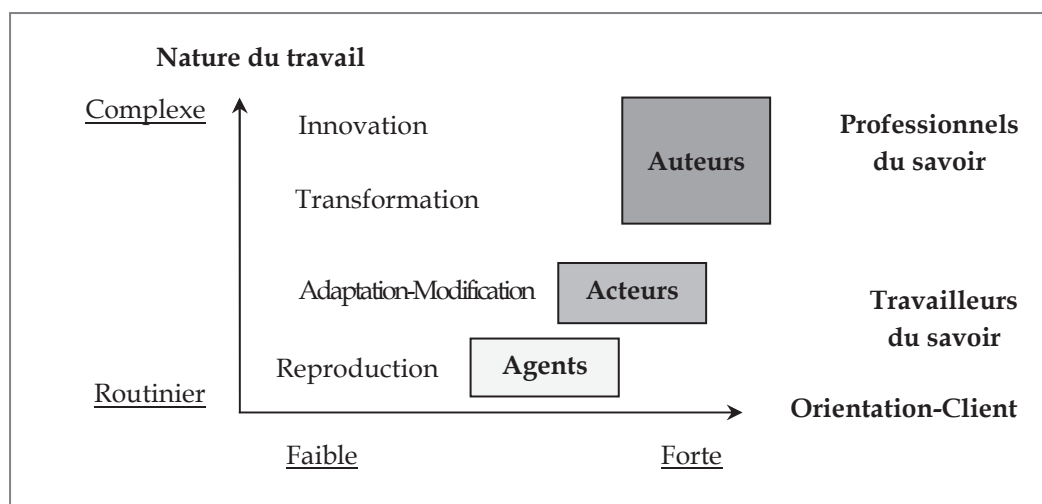 Nature du travail
Complexe
Innovation
Professionnels
du savoir
Auteurs
Transformation
Adaptation-Modification
Acteurs
Travailleurs
du savoir
Reproduction
Agents
Routinier
Orientation-Client
Faible
Forte